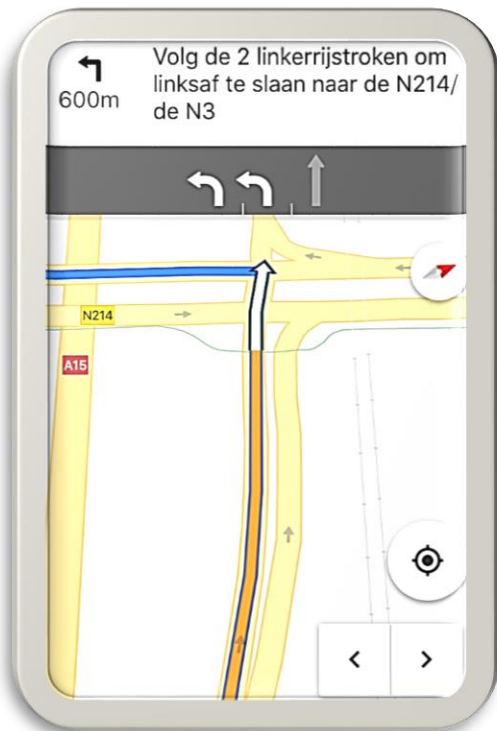 Volg de 2 linkerrijstroken om
linksaf te slaan naar de N214/
de N3
600m
N214
A15